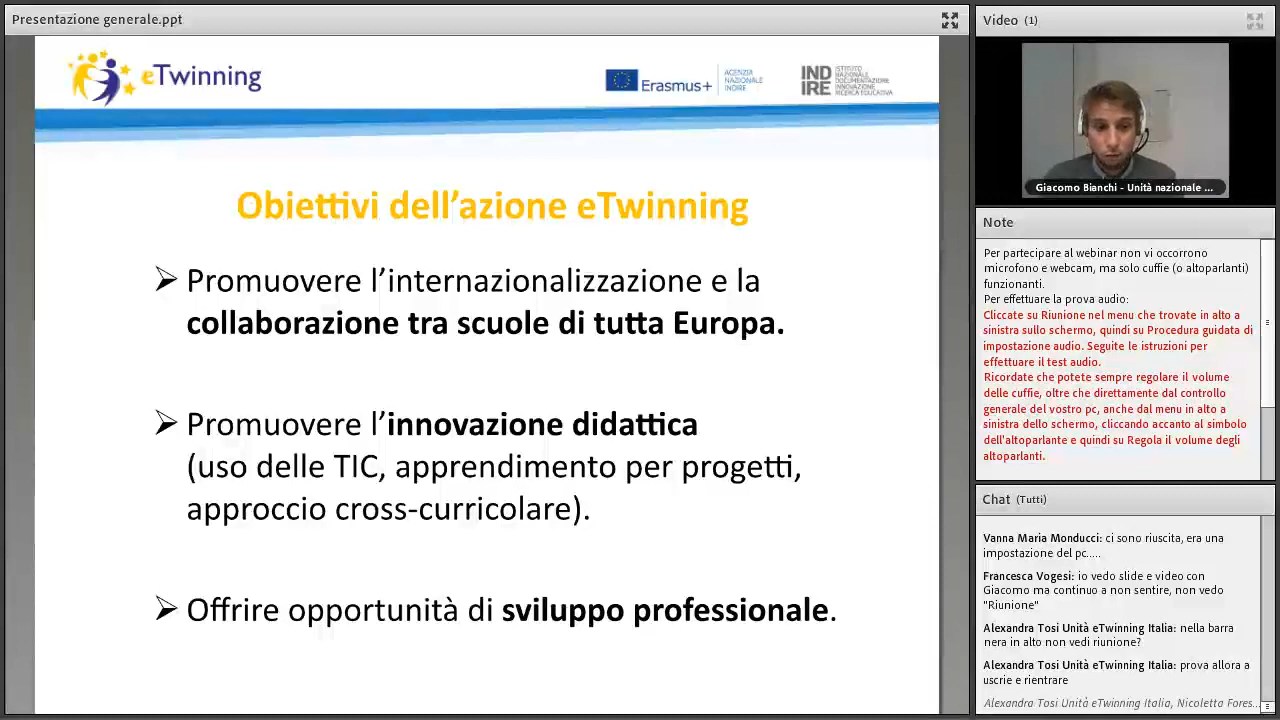 Presentazione generale.ppt
eTwinning
Erasmus+
AGENZIA
NAZIONALE
INDIRE
IND
IRE
ISTITUTO
NAZIONALE
DOCUMENTAZIONE
INNOVAZIONE
RICERCA EDUCATIVA
Obiettivi dell’azione eTwinning
➢ Promuovere l’internazionalizzazione e la
collaborazione tra scuole di tutta Europa.
➢ Promuovere l’innovazione didattica
(uso delle TIC, apprendimento per progetti,
approccio cross-curricolare).
➢ Offrire opportunità di sviluppo professionale.
Video (1)
Giacomo Bianchi - Unità nazionale ...
Note
Per partecipare al webinar non vi occorrono
microfono e webcam, ma solo cuffie (o altoparlanti)
funzionanti.
Per effettuare la prova audio:
Cliccate su Riunione nel menu che trovate in alto a
sinistra sullo schermo, quindi su Procedura guidata di
impostazione audio. Seguite le istruzioni per
effettuare il test audio.
Ricordate che potete sempre regolare il volume
delle cuffie, oltre che direttamente dal controllo
generale del vostro pc, anche dal menu in alto a
sinistra dello schermo, cliccando accanto al simbolo
dell'altoparlante e quindi su Regola il volume degli
altoparlanti.
Chat (Tutti)
Vanna Maria Monducci: ci sono riuscita, era una
impostazione del pc.....
Francesca Vogesi: io vedo slide e video con
Giacomo ma continuo a non sentire, non vedo
"Riunione"
Alexandra Tosi Unità eTwinning Italia: nella barra
nera in alto non vedi riunione?
Alexandra Tosi Unità eTwinning Italia: prova allora a
uscrie e rientrare
Alexandra Tosi Unità eTwinning Italia, Nicoletta Fores...